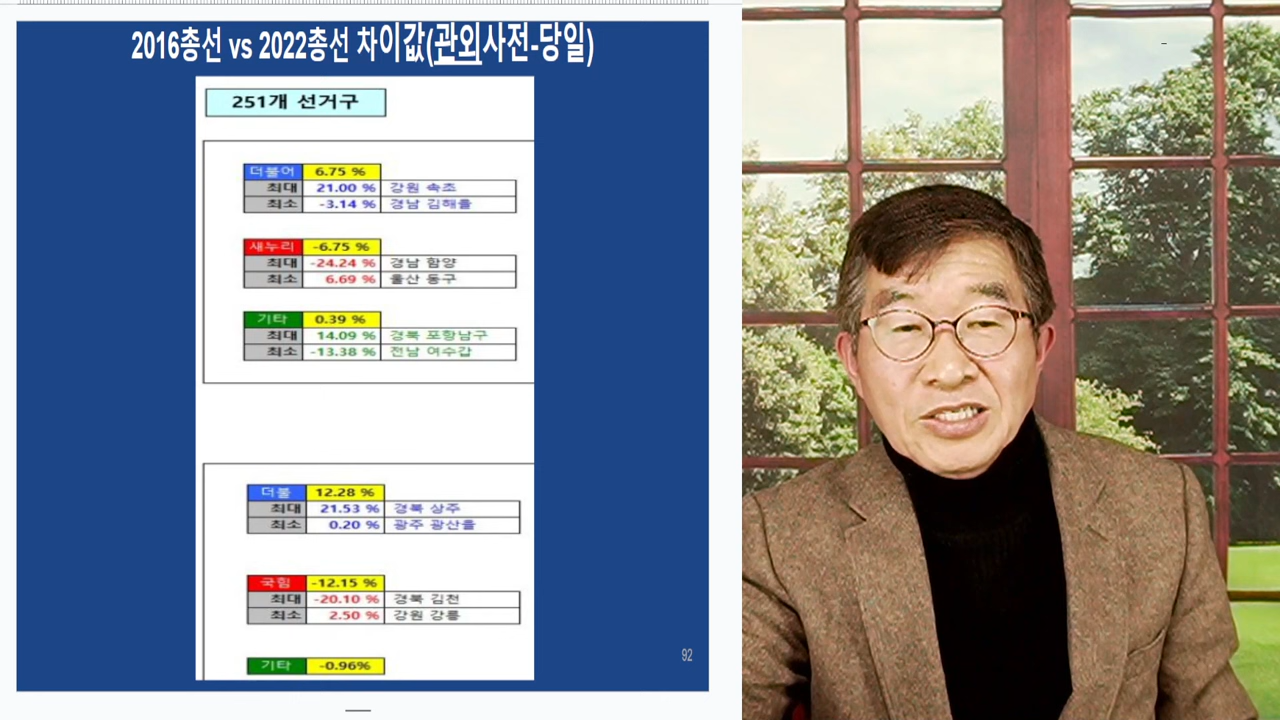 2016총선 vs 2022총선 차이값(관외사전-당일)
251개 선거구
더불어 6.75 %
최대 21.00 % 강원 속초
최소 -3.14 % 경남 김해을
새누리 -6.75 %
최대 -24.24 % 경남 함양
최소 6.69 % 울산 동구
기타 0.39 %
최대 14.09 % 경북 포항남구
최소 -13.38 % 전남 여수갑
더불 12.28 %
최대 21.53 % 경북 상주
최소 0.20 % 광주 광산을
국힘 -12.15 %
최대 -20.10 % 경북 김천
최소 2.50 % 강원 강릉
기타 -0.96%
92